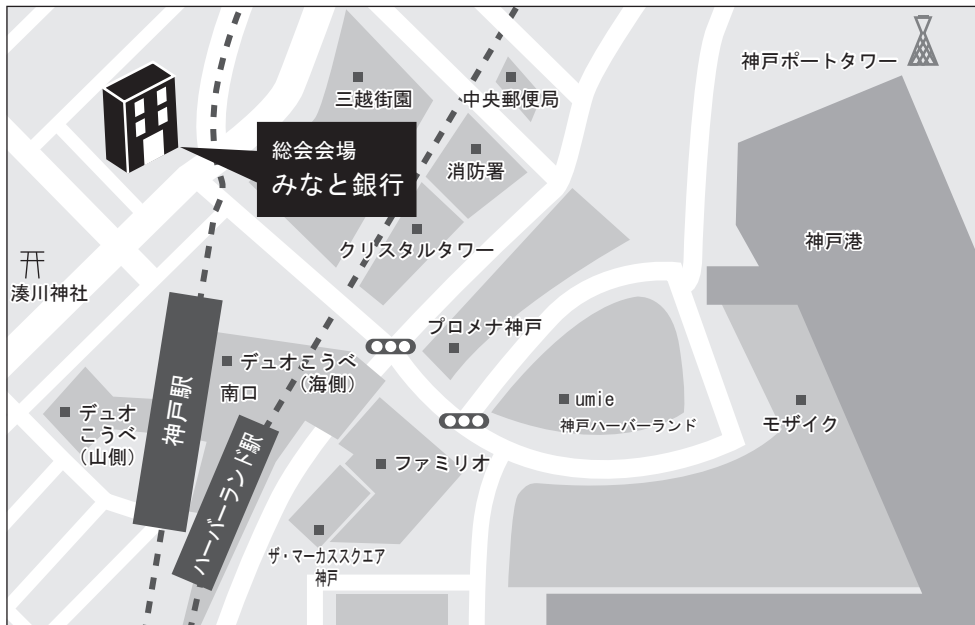 神戸ポートタワー
三越街園
中央郵便局
総会会場
みなと銀行
消防署
クリスタルタワー
神戸港
湊川神社
プロメナ神戸
デュオこうべ
(海側)
南口
神戸駅
umie
神戸ハーバーランド
モザイク
デュオ
こうべ
(山側)
ファミリオ
ハーバーランド駅
ザ・マーカススクエア
神戸